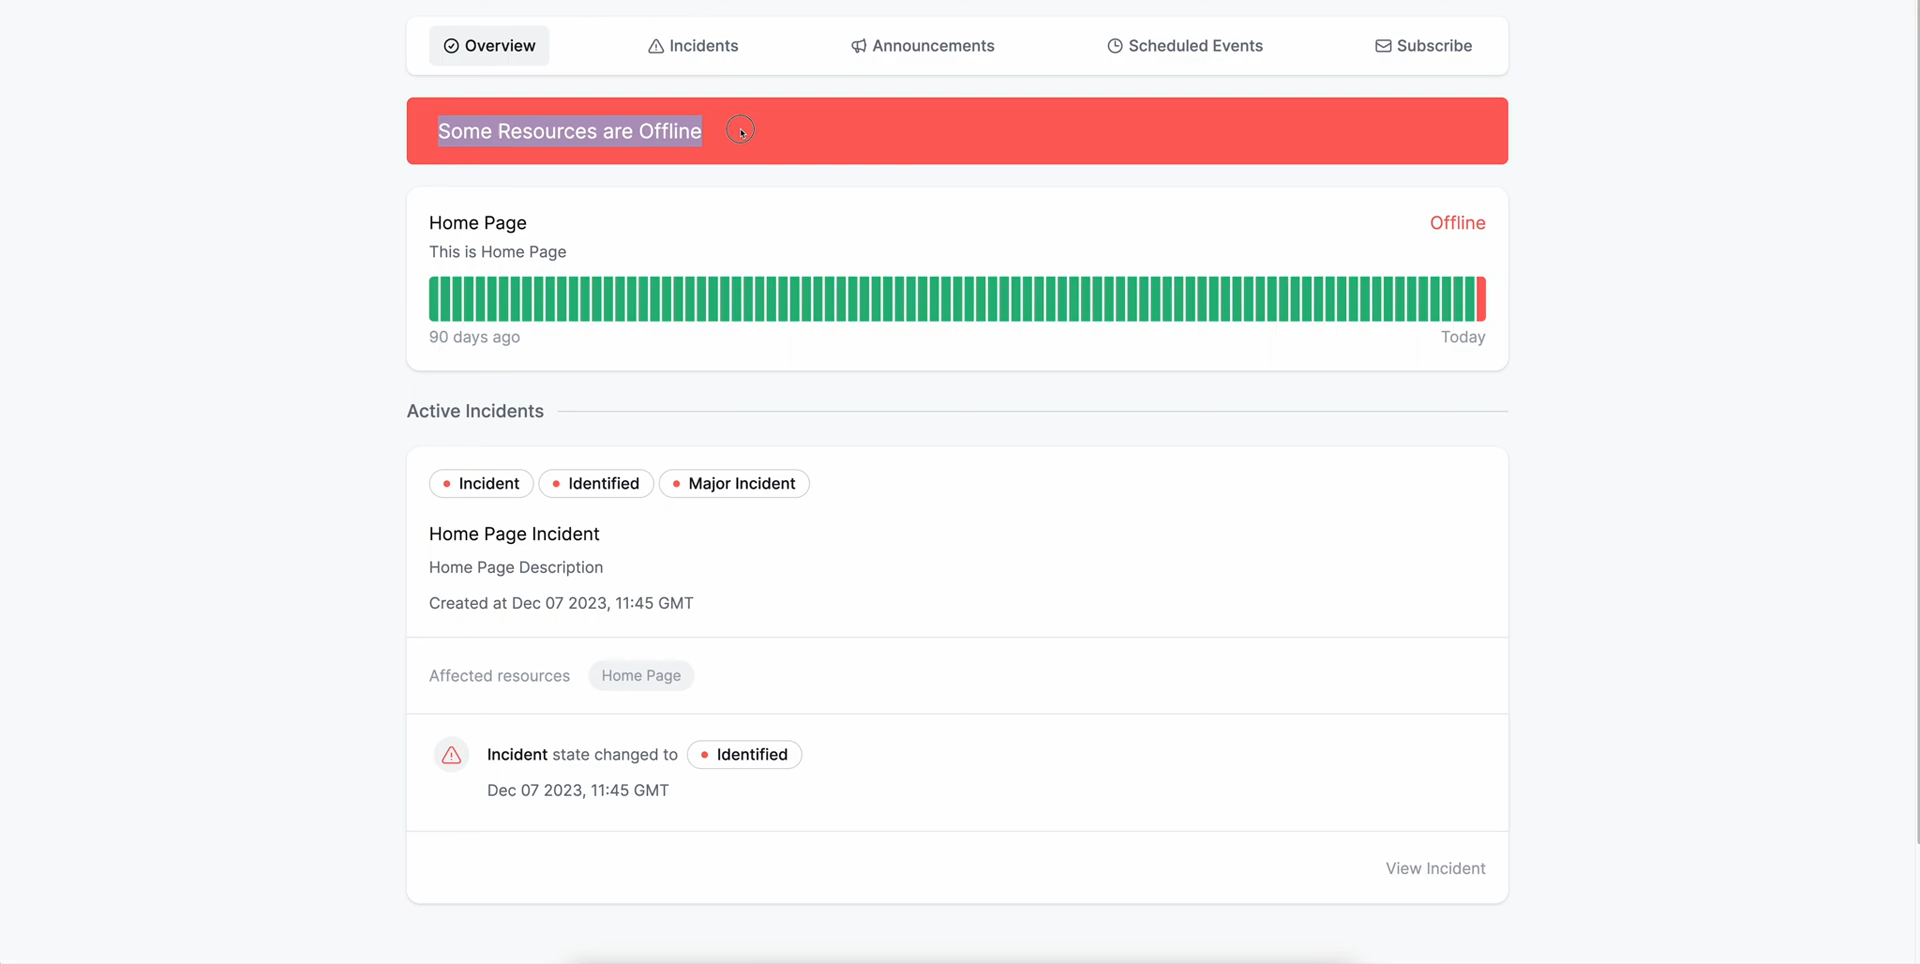 Overview Incidents Announcements Scheduled Events Subscribe
Some Resources are Offline
Home Page Offline
This is Home Page
90 days ago Today
Active Incidents
Incident Identified Major Incident
Home Page Incident
Home Page Description
Created at Dec 07 2023, 11:45 GMT
Affected resources Home Page
Incident state changed to Identified
Dec 07 2023, 11:45 GMT
View Incident